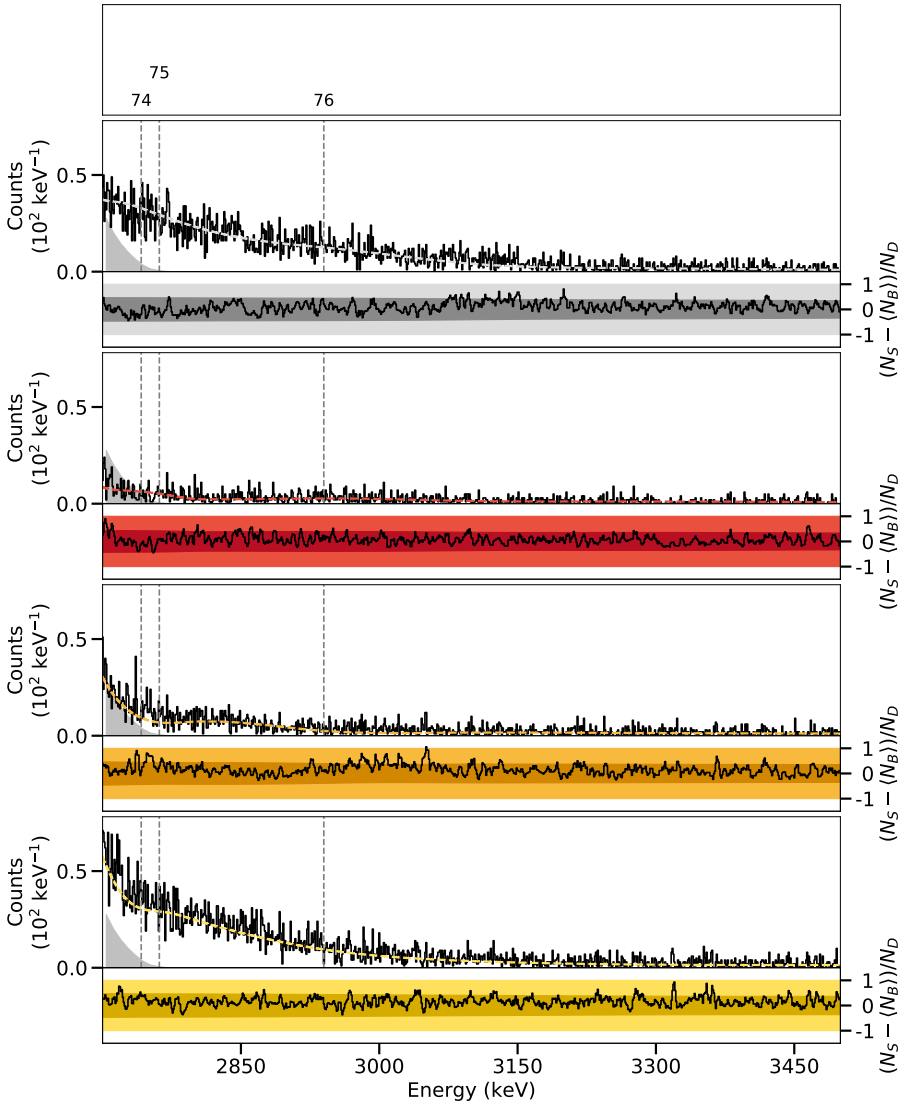 75
74 76
Counts
(10² keV⁻¹)
0.5
0.0
1
0
-1
(N_S − ⟨N_B⟩)/N_D
Counts
(10² keV⁻¹)
0.5
0.0
1
0
-1
(N_S − ⟨N_B⟩)/N_D
Counts
(10² keV⁻¹)
0.5
0.0
1
0
-1
(N_S − ⟨N_B⟩)/N_D
Counts
(10² keV⁻¹)
0.5
0.0
1
0
-1
(N_S − ⟨N_B⟩)/N_D
2850 3000 3150 3300 3450
Energy (keV)